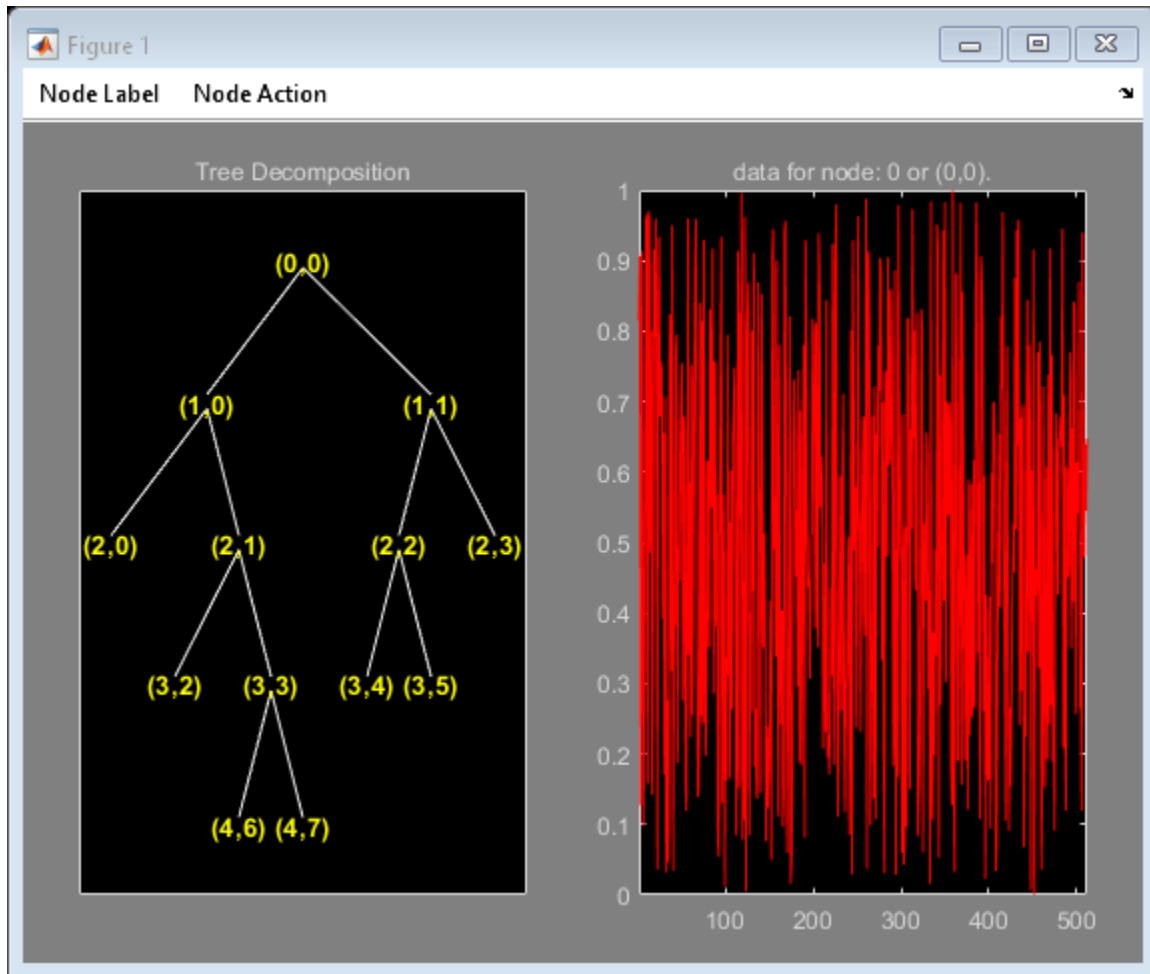 Figure 1
Node Label Node Action
Tree Decomposition
(0,0)
(1,0) (1,1)
(2,0) (2,1) (2,2) (2,3)
(3,2) (3,3) (3,4) (3,5)
(4,6) (4,7)
data for node: 0 or (0,0).
1
0.9
0.8
0.7
0.6
0.5
0.4
0.3
0.2
0.1
0
100 200 300 400 500